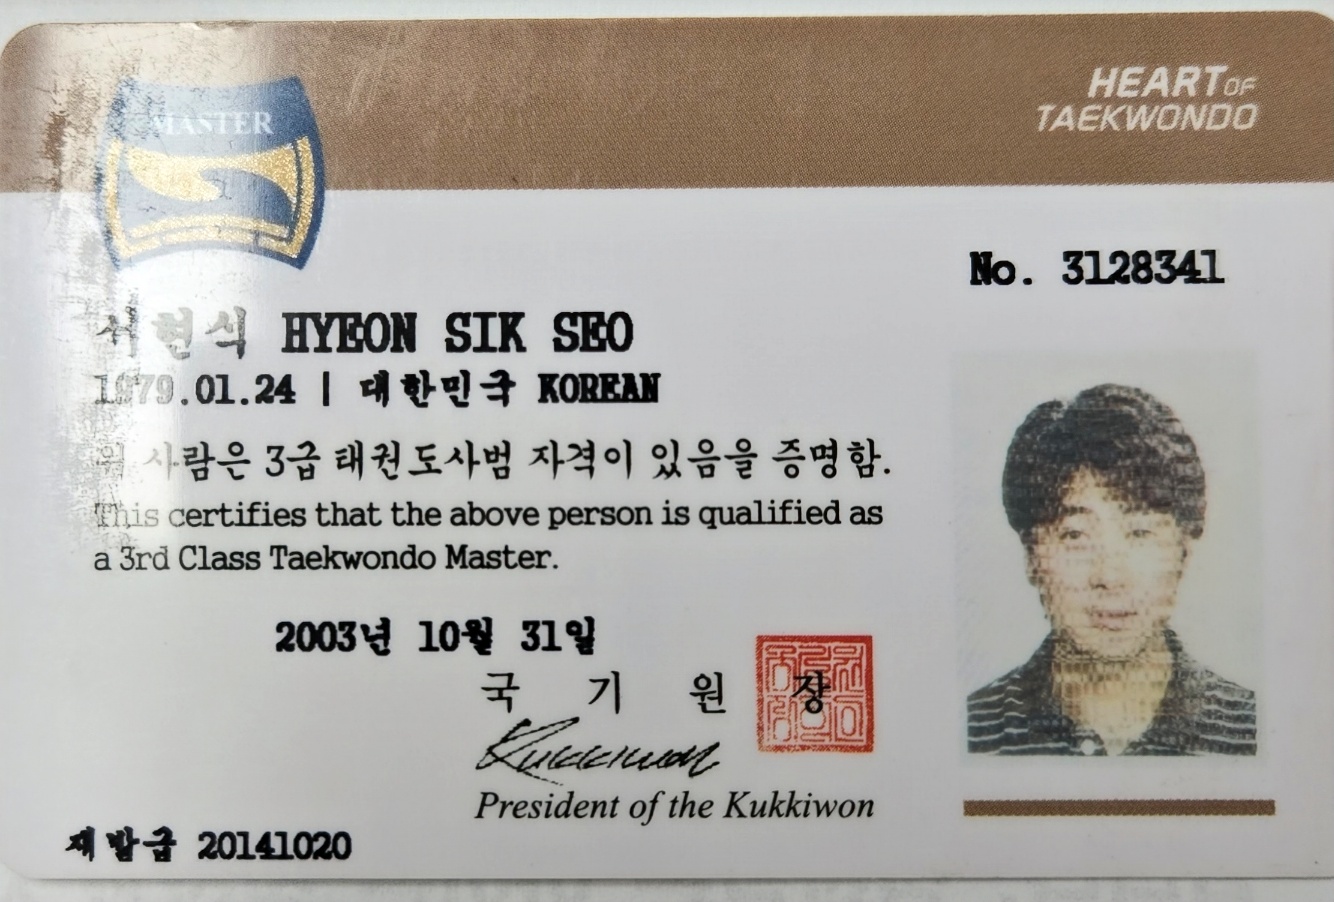 MASTER
HEART OF
TAEKWONDO
No. 3128341
서현식 HYEON SIK SEO
1979.01.24 | 대한민국 KOREAN
위 사람은 3급 태권도사범 자격이 있음을 증명함.
This certifies that the above person is qualified as
a 3rd Class Taekwondo Master.
2003년 10월 31일
국 기 원 장
Kukkiwon
President of the Kukkiwon
재발급 20141020